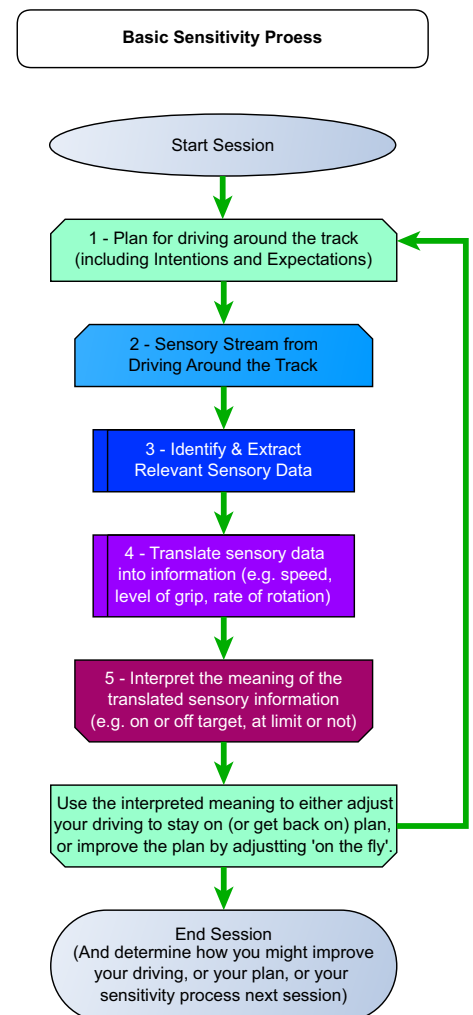 Basic Sensitivity Proess
Start Session
1 - Plan for driving around the track
(including Intentions and Expectations)
2 - Sensory Stream from
Driving Around the Track
3 - Identify & Extract
Relevant Sensory Data
4 - Translate sensory data
into information (e.g. speed,
level of grip, rate of rotation)
5 - Interpret the meaning of the
translated sensory information
(e.g. on or off target, at limit or not)
Use the interpreted meaning to either adjust
your driving to stay on (or get back on) plan,
or improve the plan by adjustting 'on the fly'.
End Session
(And determine how you might improve
your driving, or your plan, or your
sensitivity process next session)